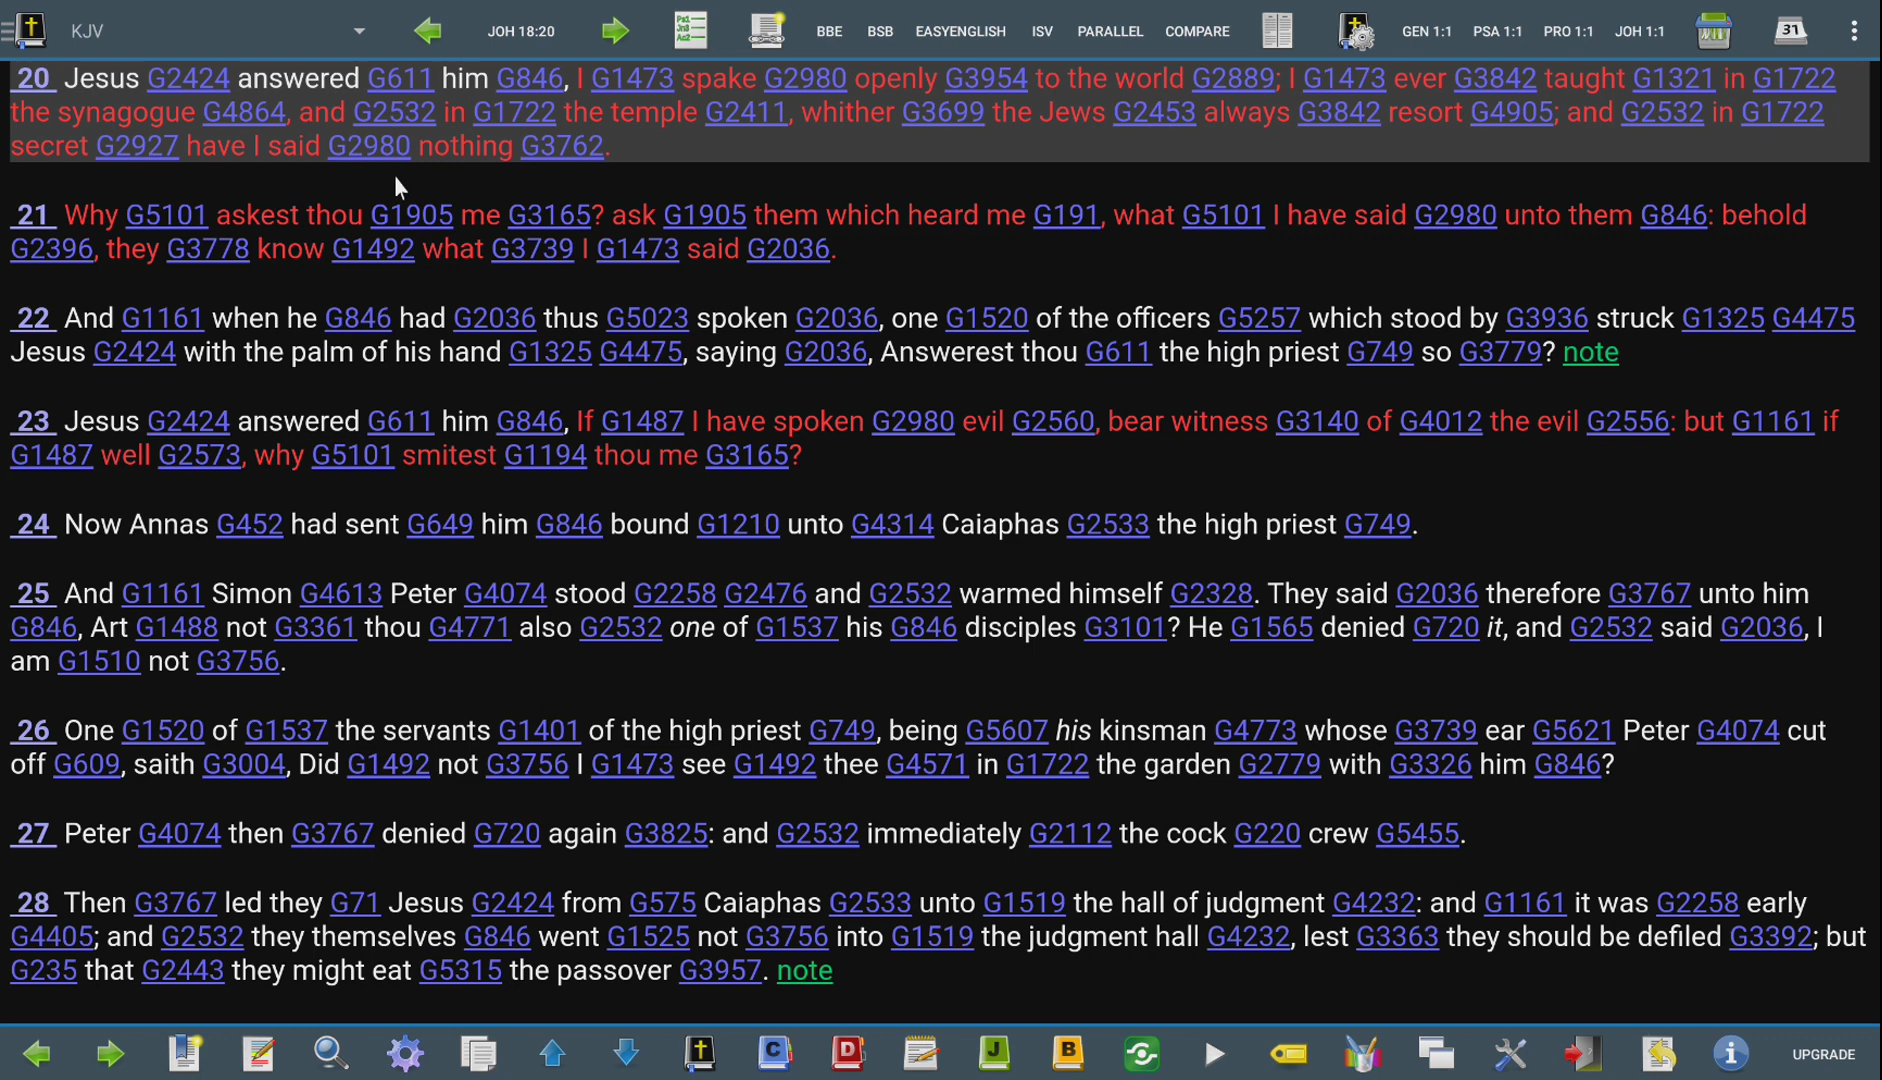 KJV JOH 18:20 BBE BSB EASYENGLISH ISV PARALLEL COMPARE GEN 1:1 PSA 1:1 PRO 1:1 JOH 1:1 31
20 Jesus G2424 answered G611 him G846, I G1473 spake G2980 openly G3954 to the world G2889; I G1473 ever G3842 taught G1321 in G1722
the synagogue G4864, and G2532 in G1722 the temple G2411, whither G3699 the Jews G2453 always G3842 resort G4905; and G2532 in G1722
secret G2927 have I said G2980 nothing G3762.
21 Why G5101 askest thou G1905 me G3165? ask G1905 them which heard me G191, what G5101 I have said G2980 unto them G846: behold
G2396, they G3778 know G1492 what G3739 I G1473 said G2036.
22 And G1161 when he G846 had G2036 thus G5023 spoken G2036, one G1520 of the officers G5257 which stood by G3936 struck G1325 G4475
Jesus G2424 with the palm of his hand G1325 G4475, saying G2036, Answerest thou G611 the high priest G749 so G3779? note
23 Jesus G2424 answered G611 him G846, If G1487 I have spoken G2980 evil G2560, bear witness G3140 of G4012 the evil G2556: but G1161 if
G1487 well G2573, why G5101 smitest G1194 thou me G3165?
24 Now Annas G452 had sent G649 him G846 bound G1210 unto G4314 Caiaphas G2533 the high priest G749.
25 And G1161 Simon G4613 Peter G4074 stood G2258 G2476 and G2532 warmed himself G2328. They said G2036 therefore G3767 unto him
G846, Art G1488 not G3361 thou G4771 also G2532 one of G1537 his G846 disciples G3101? He G1565 denied G720 it, and G2532 said G2036, I
am G1510 not G3756.
26 One G1520 of G1537 the servants G1401 of the high priest G749, being G5607 his kinsman G4773 whose G3739 ear G5621 Peter G4074 cut
off G609, saith G3004, Did G1492 not G3756 I G1473 see G1492 thee G4571 in G1722 the garden G2779 with G3326 him G846?
27 Peter G4074 then G3767 denied G720 again G3825: and G2532 immediately G2112 the cock G220 crew G5455.
28 Then G3767 led they G71 Jesus G2424 from G575 Caiaphas G2533 unto G1519 the hall of judgment G4232: and G1161 it was G2258 early
G4405; and G2532 they themselves G846 went G1525 not G3756 into G1519 the judgment hall G4232, lest G3363 they should be defiled G3392; but
G235 that G2443 they might eat G5315 the passover G3957. note
C D J B UPGRADE